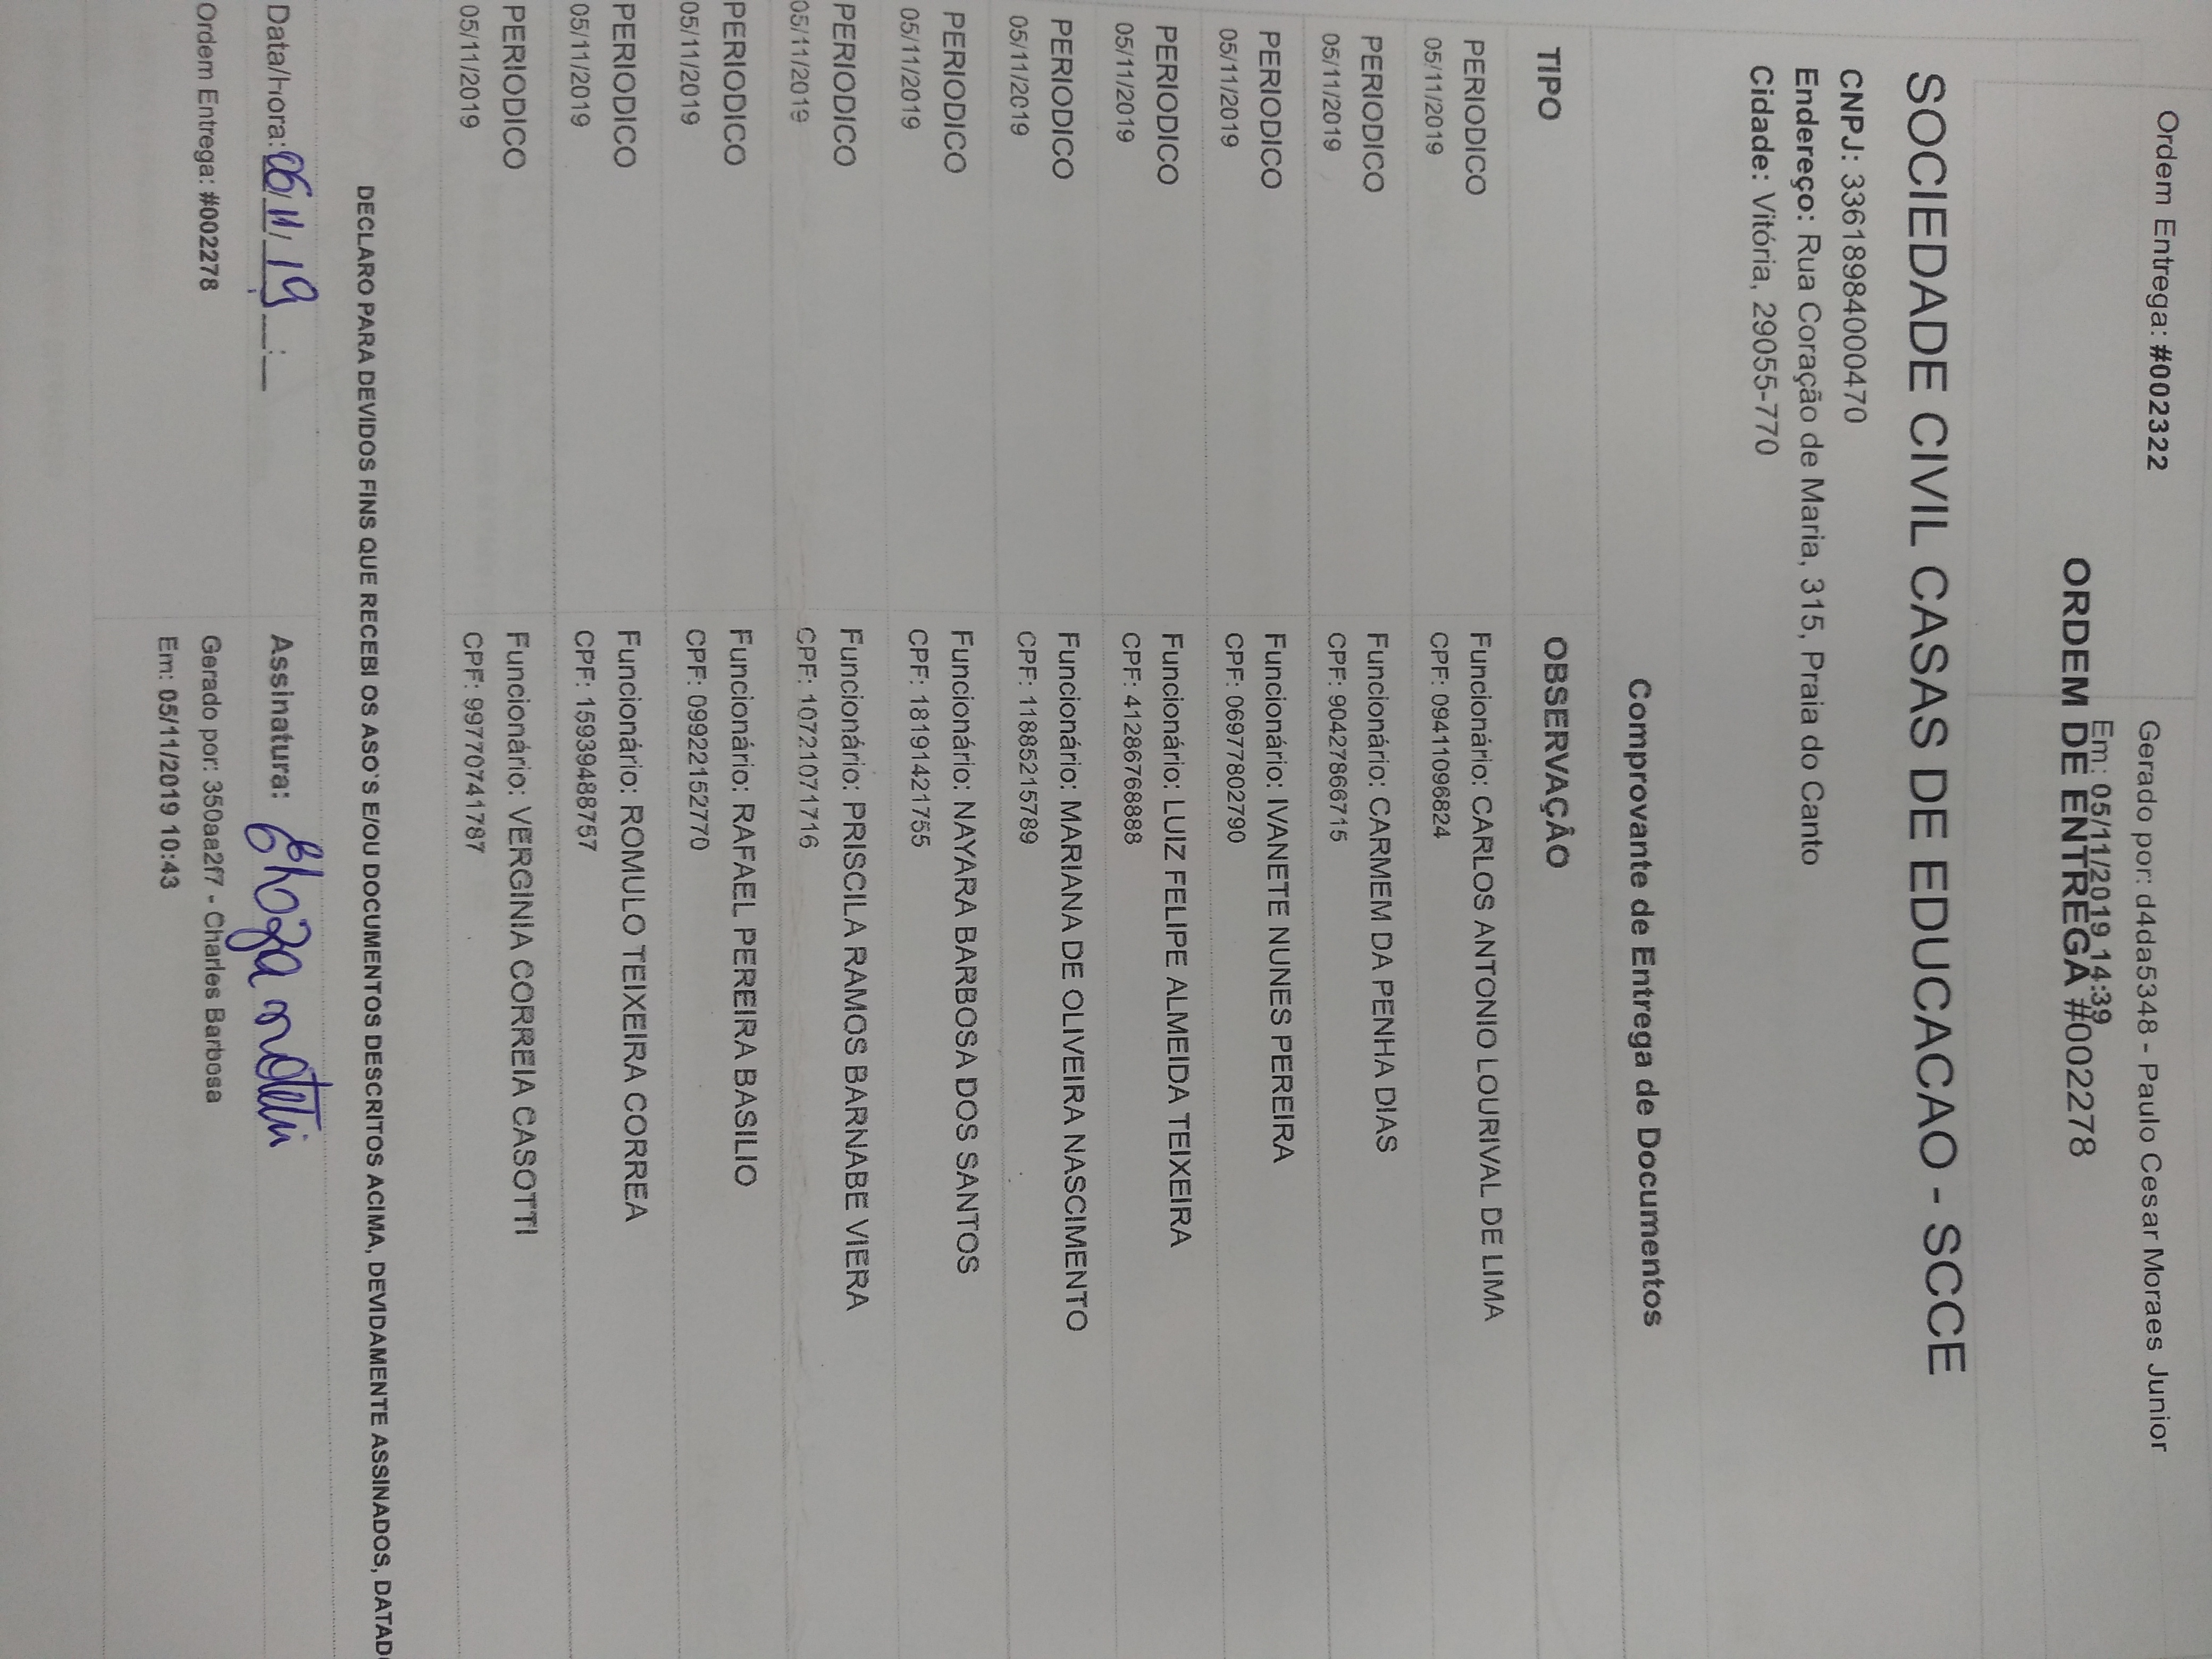 Ordem Entrega: #002322
Gerado por: d4da5348 - Paulo Cesar Moraes Junior
Em: 05/11/2019 14:39
ORDEM DE ENTREGA #002278
SOCIEDADE CIVIL CASAS DE EDUCACAO - SCCE
CNPJ: 33618984000470
Endereço: Rua Coração de Maria, 315, Praia do Canto
Cidade: Vitória, 29055-770
Comprovante de Entrega de Documentos
TIPO OBSERVAÇÃO
PERIODICO Funcionário: CARLOS ANTONIO LOURIVAL DE LIMA
05/11/2019 CPF: 09411096824
PERIODICO Funcionário: CARMEM DA PENHA DIAS
05/11/2019 CPF: 90427866715
PERIODICO Funcionário: IVANETE NUNES PEREIRA
05/11/2019 CPF: 06977802790
PERIODICO Funcionário: LUIZ FELIPE ALMEIDA TEIXEIRA
05/11/2019 CPF: 41286768888
PERIODICO Funcionário: MARIANA DE OLIVEIRA NASCIMENTO
05/11/2019 CPF: 11885215789
PERIODICO Funcionário: NAYARA BARBOSA DOS SANTOS
05/11/2019 CPF: 18191421755
PERIODICO Funcionário: PRISCILA RAMOS BARNABE VIERA
05/11/2019 CPF: 10721071716
PERIODICO Funcionário: RAFAEL PEREIRA BASILIO
05/11/2019 CPF: 09922152770
PERIODICO Funcionário: ROMULO TEIXEIRA CORREA
05/11/2019 CPF: 15939488757
PERIODICO Funcionário: VERGINIA CORREIA CASOTTI
05/11/2019 CPF: 99770741787
DECLARO PARA DEVIDOS FINS QUE RECEBI OS ASO'S E/OU DOCUMENTOS DESCRITOS ACIMA, DEVIDAMENTE ASSINADOS, DATAD
Data/Hora: 06/11/19 __:__ Assinatura:
Ordem Entrega: #002278 Gerado por: 350aa2f7 - Charles Barbosa
Em: 05/11/2019 10:43